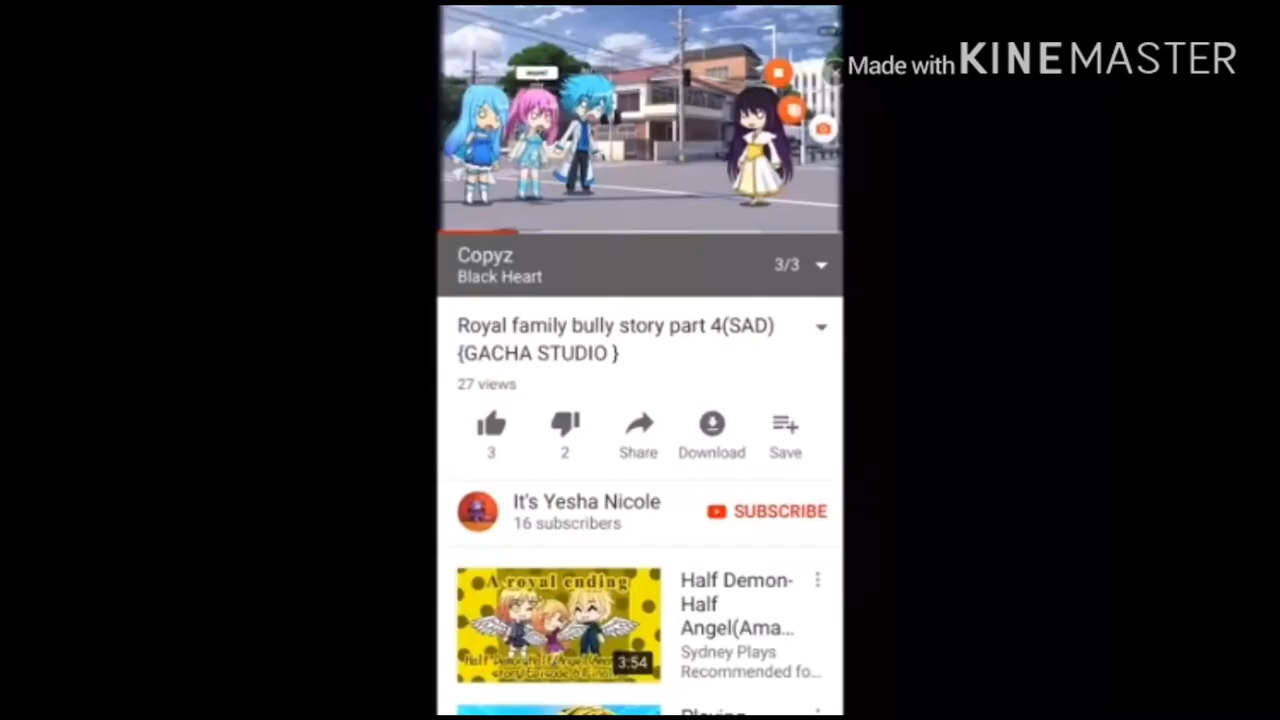 Made with KINEMASTER
Copyz
Black Heart
3/3
Royal family bully story part 4(SAD)
{GACHA STUDIO }
27 views
3
2
Share
Download
Save
It's Yesha Nicole
16 subscribers
SUBSCRIBE
A royal ending
3:54
Half Demon-
Half
Angel(Ama...
Sydney Plays
Recommended fo...